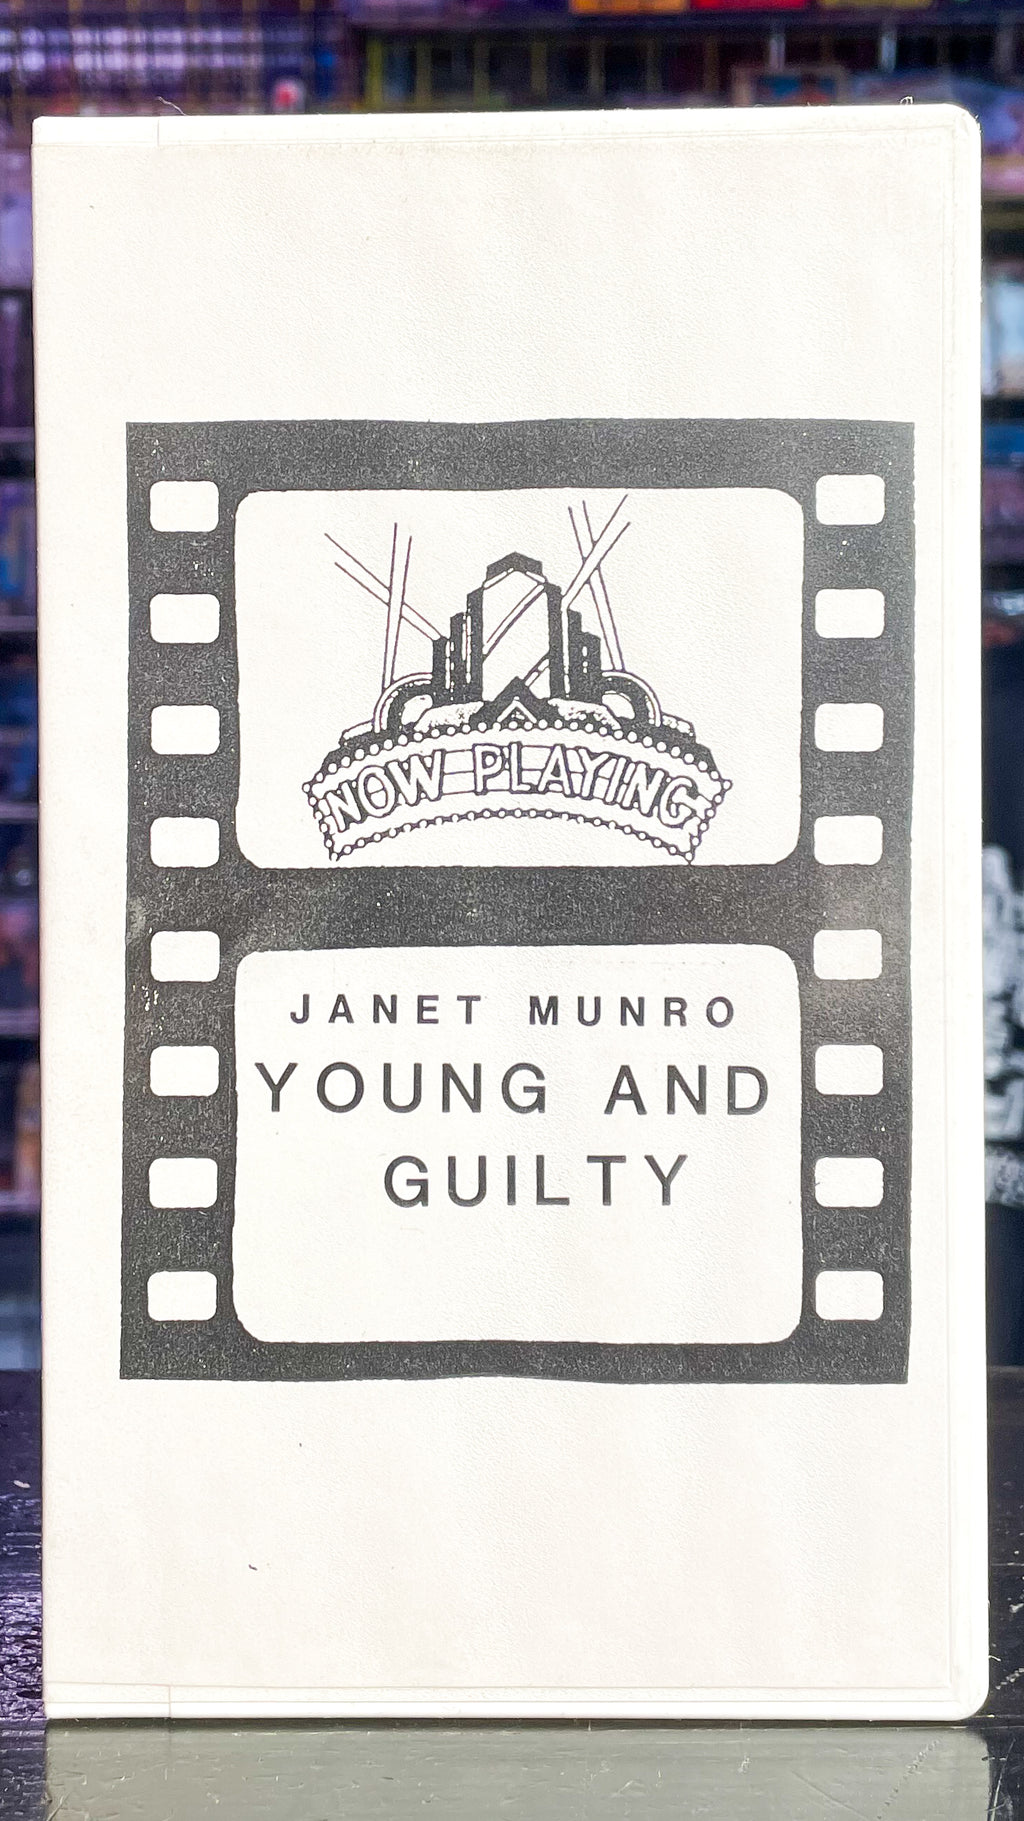 NOW PLAYING
JANET MUNRO
YOUNG AND
GUILTY